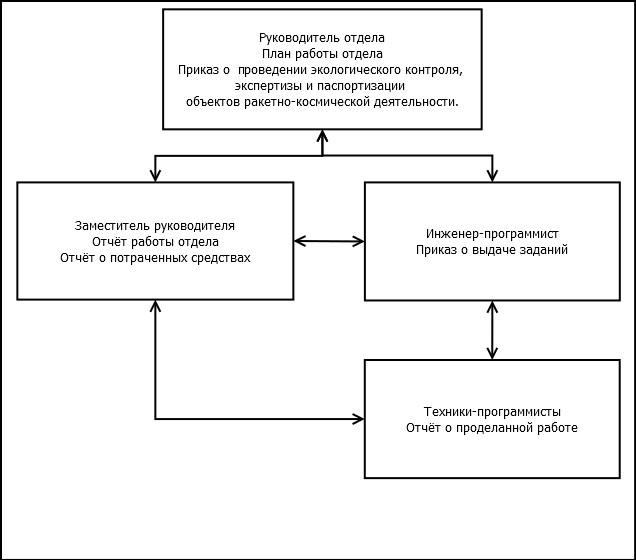 Руководитель отдела
План работы отдела
Приказ о проведении экологического контроля,
экспертизы и паспортизации
объектов ракетно-космической деятельности.
Заместитель руководителя
Отчёт работы отдела
Отчёт о потраченных средствах
Инженер-программист
Приказ о выдаче заданий
Техники-программисты
Отчёт о проделанной работе